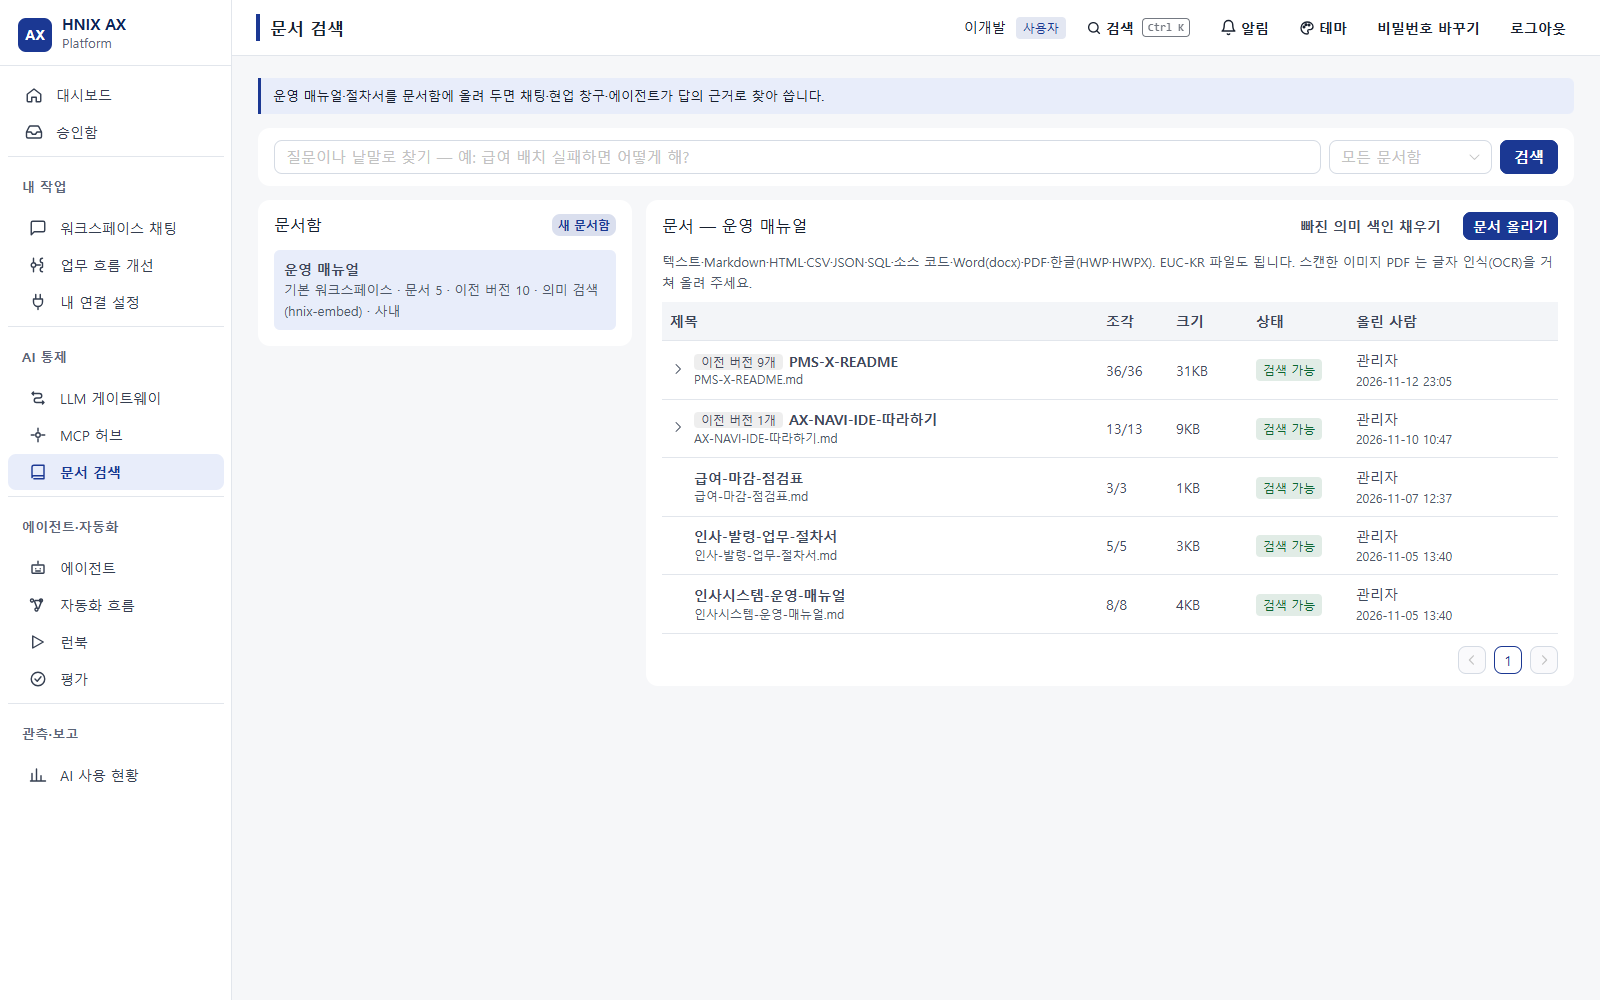 AX
HNIX AX
Platform
대시보드
승인함
내 작업
워크스페이스 채팅
업무 흐름 개선
내 연결 설정
AI 통제
LLM 게이트웨이
MCP 허브
문서 검색
에이전트·자동화
에이전트
자동화 흐름
런북
평가
관측·보고
AI 사용 현황
문서 검색
이개발 사용자 검색 Ctrl K 알림 테마 비밀번호 바꾸기 로그아웃
운영 매뉴얼·절차서를 문서함에 올려 두면 채팅·현업 창구·에이전트가 답의 근거로 찾아 씁니다.
질문이나 낱말로 찾기 — 예: 급여 배치 실패하면 어떻게 해? 모든 문서함 검색
문서함 새 문서함
운영 매뉴얼
기본 워크스페이스 · 문서 5 · 이전 버전 10 · 의미 검색
(hnix-embed) · 사내
문서 — 운영 매뉴얼 빠진 의미 색인 채우기 문서 올리기
텍스트·Markdown·HTML·CSV·JSON·SQL·소스 코드·Word(docx)·PDF·한글(HWP·HWPX). EUC-KR 파일도 됩니다. 스캔한 이미지 PDF 는 글자 인식(OCR)을 거
쳐 올려 주세요.
제목 조각 크기 상태 올린 사람
이전 버전 9개 PMS-X-README 36/36 31KB 검색 가능 관리자
PMS-X-README.md 2026-11-12 23:05
이전 버전 1개 AX-NAVI-IDE-따라하기 13/13 9KB 검색 가능 관리자
AX-NAVI-IDE-따라하기.md 2026-11-10 10:47
급여-마감-점검표 3/3 1KB 검색 가능 관리자
급여-마감-점검표.md 2026-11-07 12:37
인사-발령-업무-절차서 5/5 3KB 검색 가능 관리자
인사-발령-업무-절차서.md 2026-11-05 13:40
인사시스템-운영-매뉴얼 8/8 4KB 검색 가능 관리자
인사시스템-운영-매뉴얼.md 2026-11-05 13:40
1